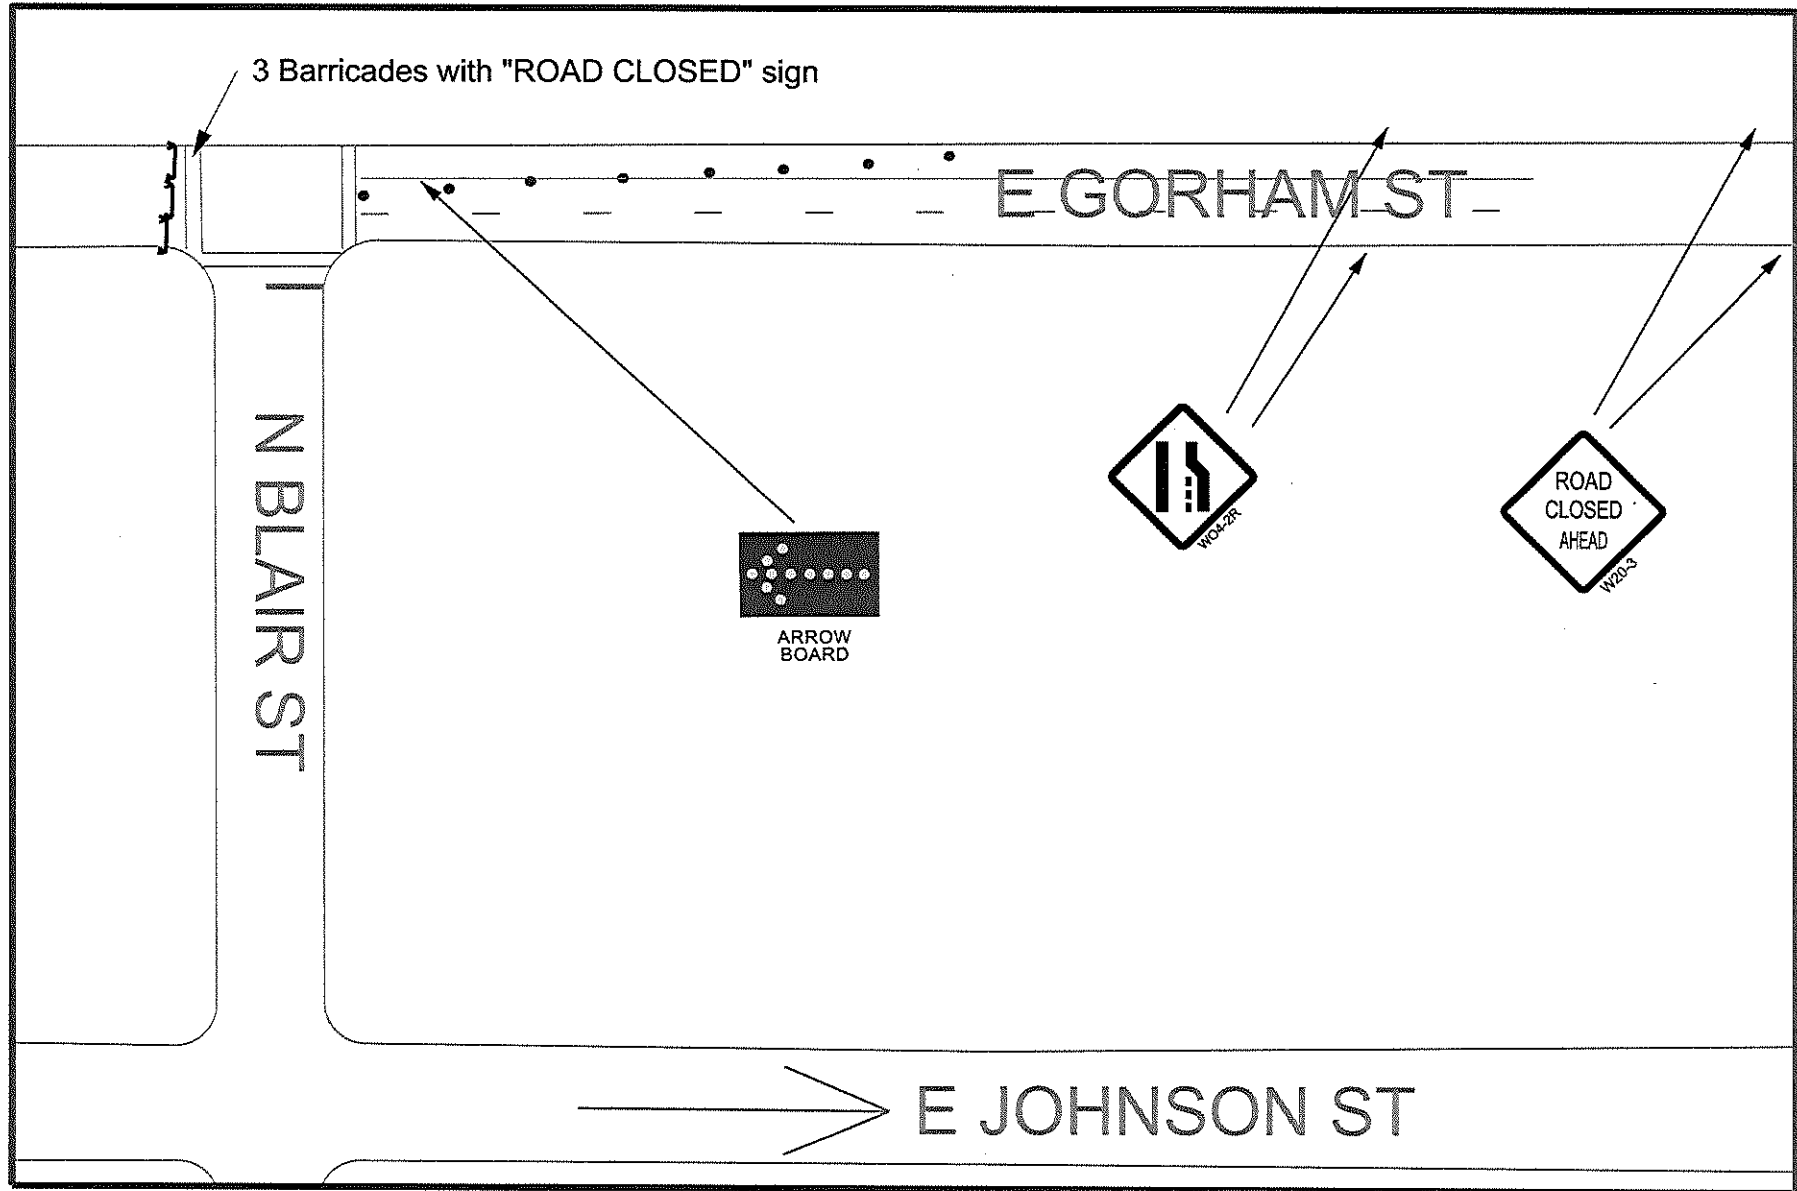 3 Barricades with "ROAD CLOSED" sign
E GORHAM ST
N BLAIR ST
WO4-2R
ROAD
CLOSED
AHEAD
W20-3
ARROW
BOARD
E JOHNSON ST